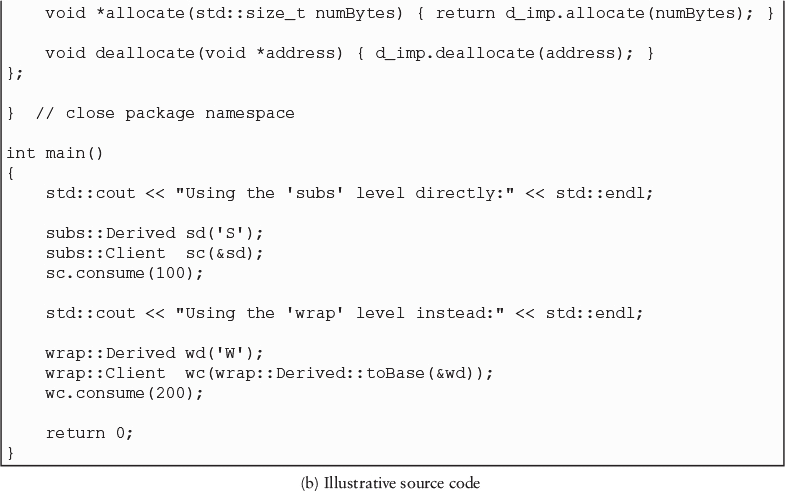 void *allocate(std::size_t numBytes) { return d_imp.allocate(numBytes); }

    void deallocate(void *address) { d_imp.deallocate(address); }
};

}  // close package namespace

int main()
{
    std::cout << "Using the 'subs' level directly:" << std::endl;

    subs::Derived sd('S');
    subs::Client  sc(&sd);
    sc.consume(100);

    std::cout << "Using the 'wrap' level instead:" << std::endl;

    wrap::Derived wd('W');
    wrap::Client  wc(wrap::Derived::toBase(&wd));
    wc.consume(200);

    return 0;
}
(b) Illustrative source code